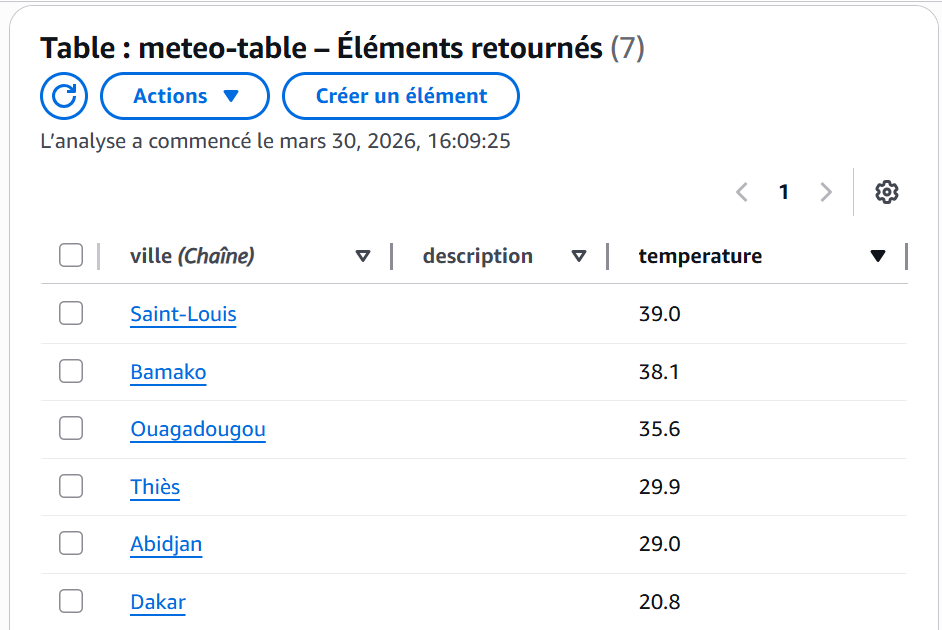 Table : meteo-table – Éléments retournés (7)
Actions Créer un élément
L’analyse a commencé le mars 30, 2026, 16:09:25
1
ville (Chaîne) description temperature
Saint-Louis 39.0
Bamako 38.1
Ouagadougou 35.6
Thiès 29.9
Abidjan 29.0
Dakar 20.8